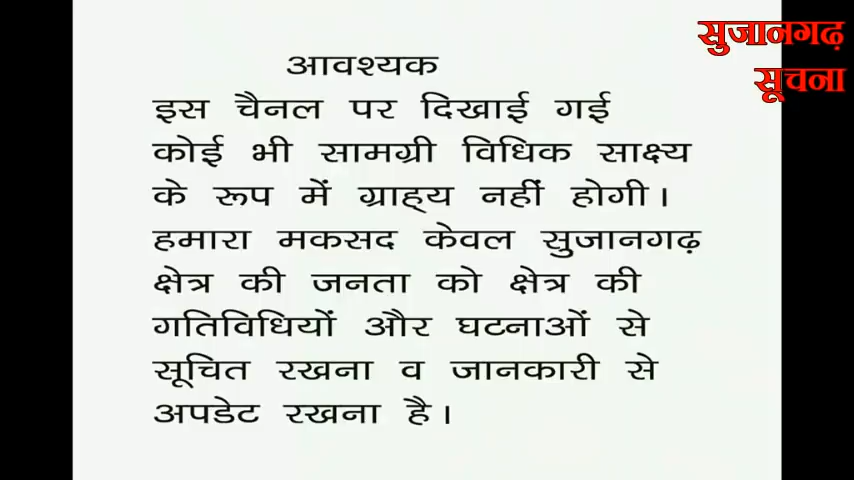 सुजानगढ़
सूचना
आवश्यक
इस चैनल पर दिखाई गई
कोई भी सामग्री विधिक साक्ष्य
के रूप में ग्राह्य नहीं होगी।
हमारा मकसद केवल सुजानगढ़
क्षेत्र की जनता को क्षेत्र की
गतिविधियों और घटनाओं से
सूचित रखना व जानकारी से
अपडेट रखना है।